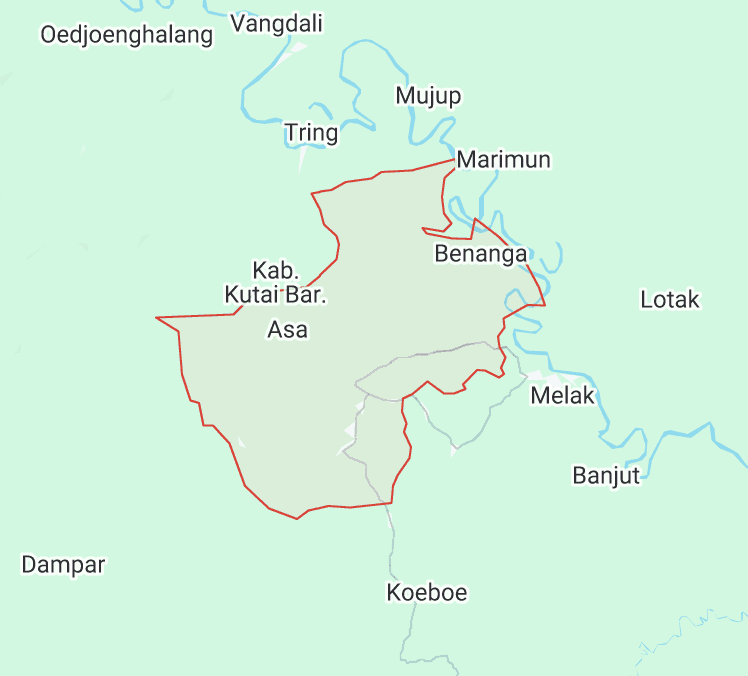 Vangdali
Oedjoenghalang
Mujup
Tring
Marimun
Benanga
Kab.
Kutai Bar.
Lotak
Asa
Melak
Banjut
Dampar
Koeboe